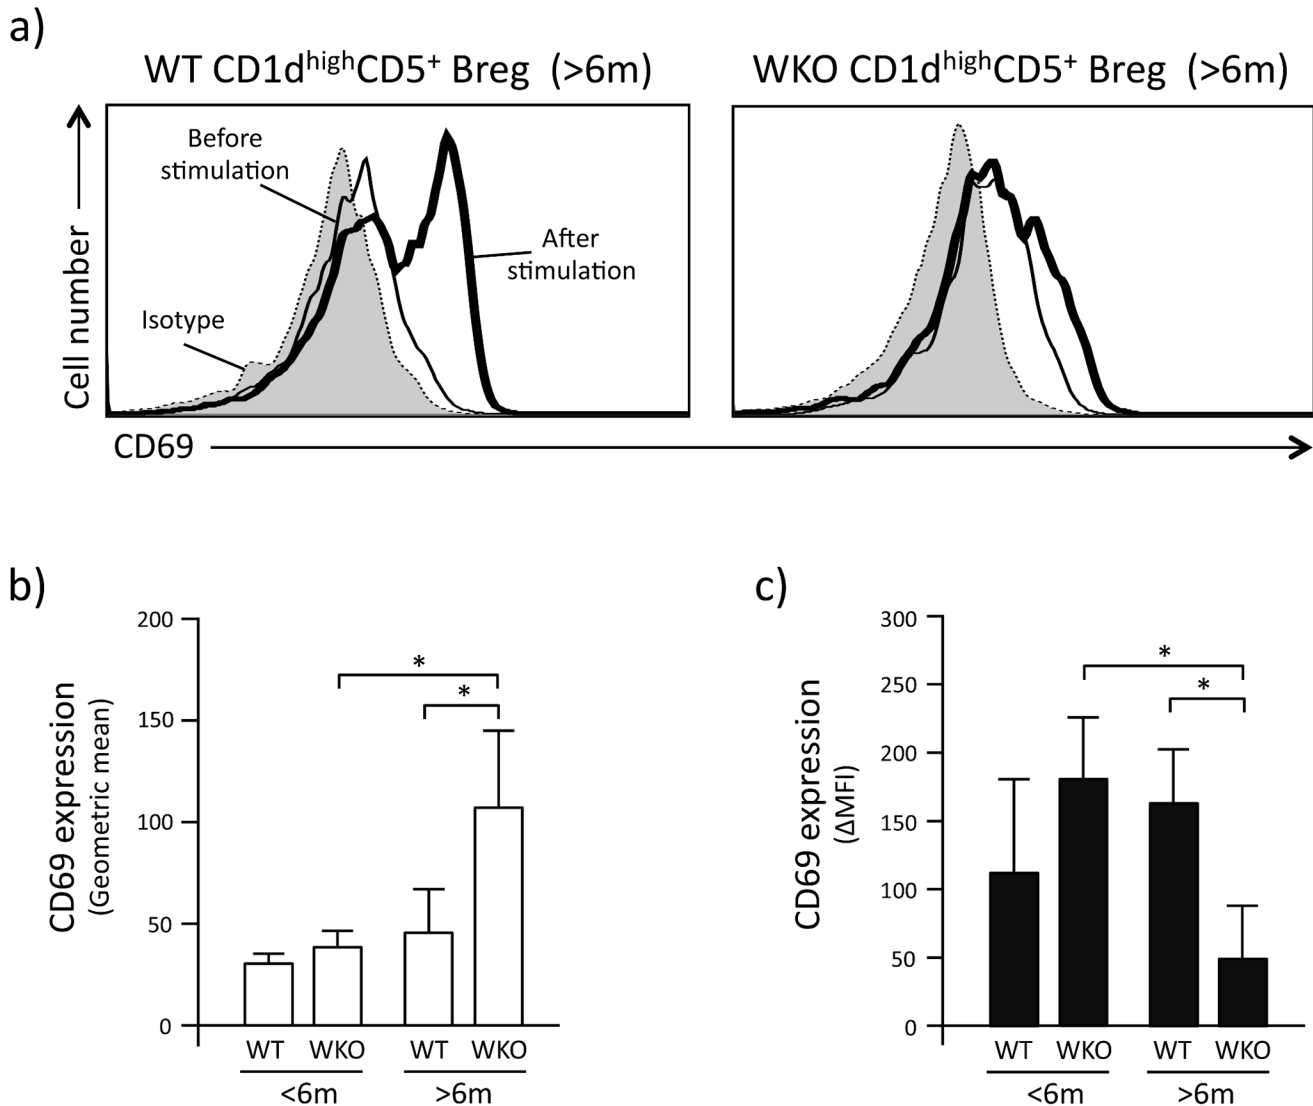 a)
WT CD1dhighCD5+ Breg (>6m)
WKO CD1dhighCD5+ Breg (>6m)
Cell number
Before
stimulation
After
stimulation
Isotype
CD69
b)
CD69 expression
(Geometric mean)
200
150
100
50
0
*
*
WT WKO WT WKO
<6m >6m
c)
CD69 expression
(ΔMFI)
300
250
200
150
100
50
0
*
*
WT WKO WT WKO
<6m >6m